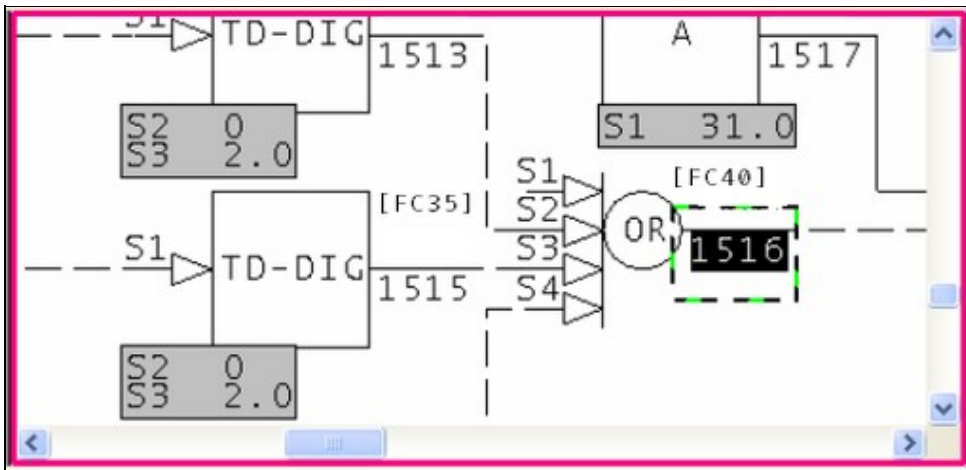 S1
TD-DIG
1513
S2 0
S3 2.0
A
1517
S1 31.0
[FC35]
S1
TD-DIG
1515
S2 0
S3 2.0
S1
S2
S3
S4
OR
[FC40]
1516